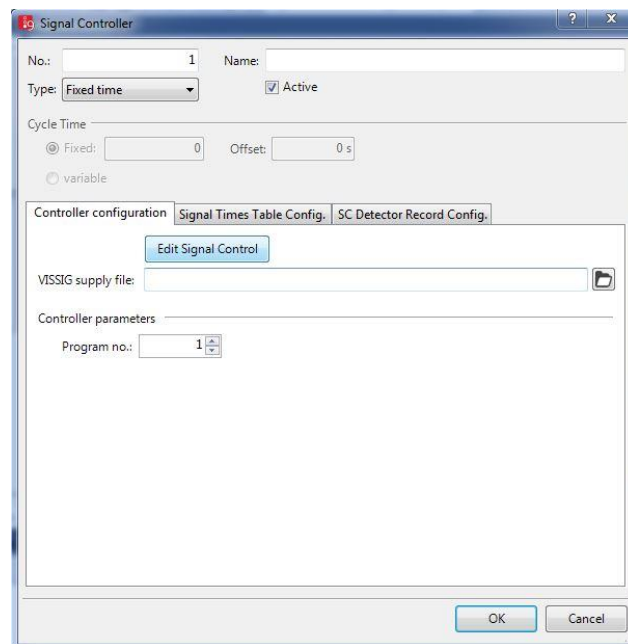 Signal Controller
No.: 1 Name:
Type: Fixed time Active
Cycle Time
Fixed: 0 Offset: 0 s
variable
Controller configuration Signal Times Table Config. SC Detector Record Config.
Edit Signal Control
VISSIG supply file:
Controller parameters
Program no.: 1
OK Cancel